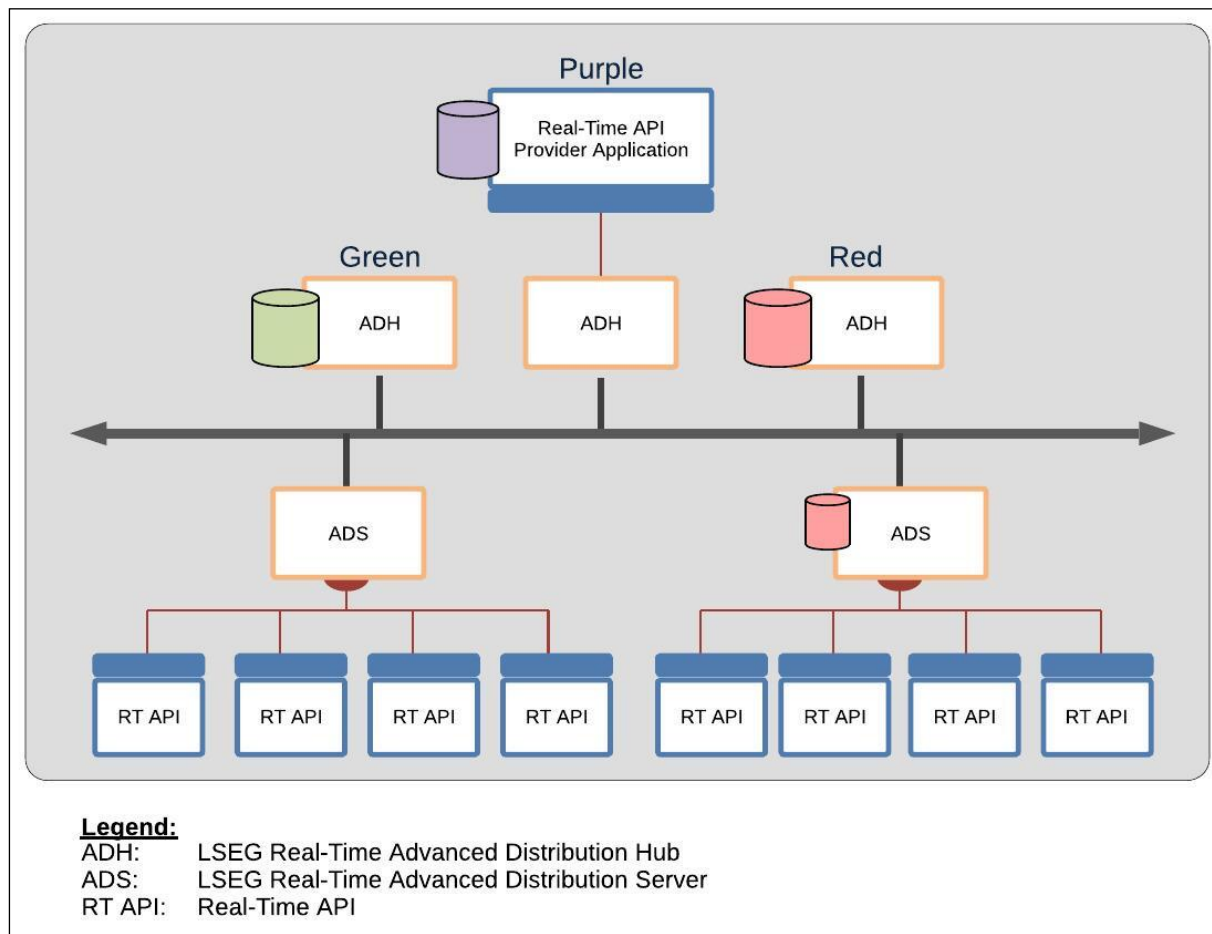 Purple
Real-Time API
Provider Application
Green
Red
ADH
ADH
ADH
ADS
ADS
RT API
RT API
RT API
RT API
RT API
RT API
RT API
RT API
Legend:
ADH: LSEG Real-Time Advanced Distribution Hub
ADS: LSEG Real-Time Advanced Distribution Server
RT API: Real-Time API